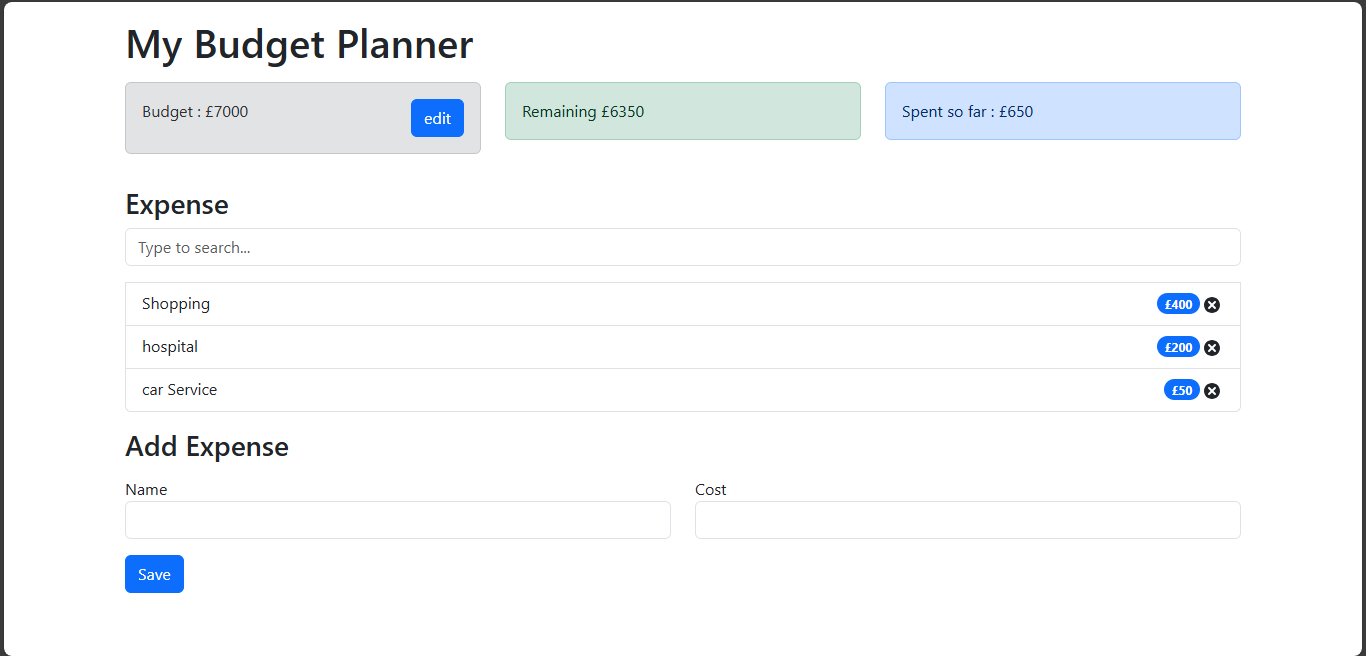 My Budget Planner
Budget : £7000
edit
Remaining £6350
Spent so far : £650
Expense
Type to search...
Shopping
£400
hospital
£200
car Service
£50
Add Expense
Name
Cost
Save